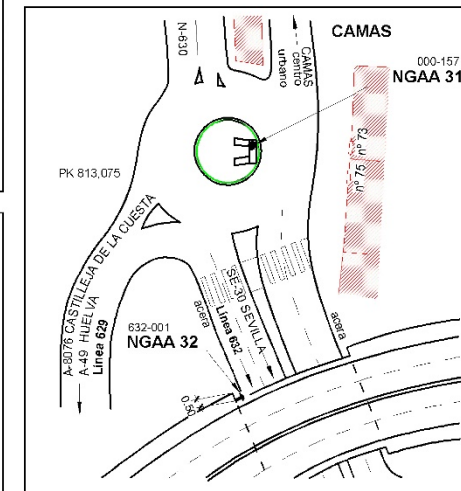 CAMAS
N-630
CAMAS
centro
urbano
000-157
NGAA 31
nº 75 nº 73
PK 813,075
A-8076 CASTILLEJA DE LA CUESTA
A-49 HUELVA
Línea 629
SE-30 SEVILLA
Línea 632
acera
acera
632-001
NGAA 32
0.50